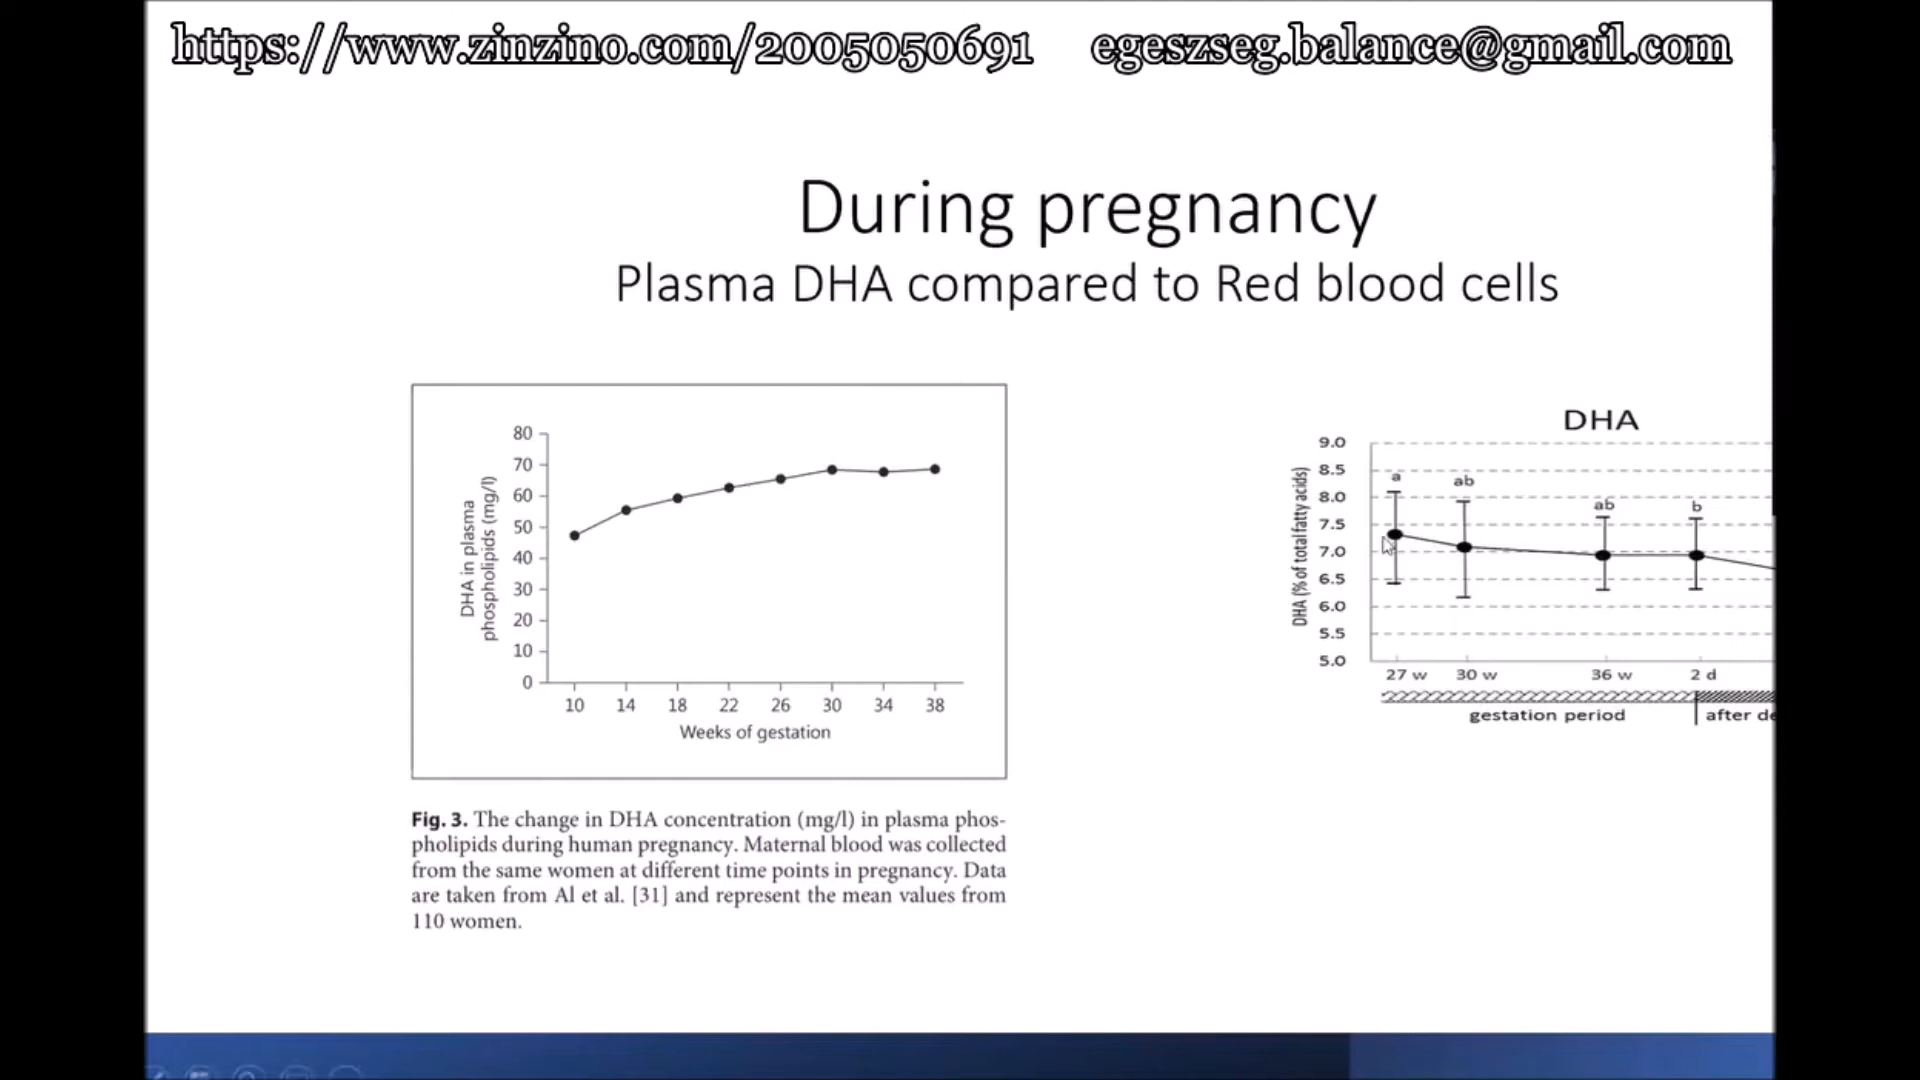 https://www.zinzino.com/2005050691 egeszseg.balance@gmail.com
During pregnancy
Plasma DHA compared to Red blood cells
DHA in plasma
phospholipids (mg/l)
80
70
60
50
40
30
20
10
0
10 14 18 22 26 30 34 38
Weeks of gestation
Fig. 3. The change in DHA concentration (mg/l) in plasma phos-
pholipids during human pregnancy. Maternal blood was collected
from the same women at different time points in pregnancy. Data
are taken from Al et al. [31] and represent the mean values from
110 women.
DHA
DHA (% of total fatty acids)
9.0
8.5
8.0
7.5
7.0
6.5
6.0
5.5
5.0
a ab ab b
27 w 30 w 36 w 2 d
gestation period after de